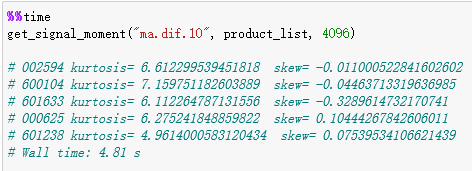 %%time
get_signal_moment("ma.dif.10", product_list, 4096)
# 002594 kurtosis= 6.612299539451818  skew= -0.011000522841602602
# 600104 kurtosis= 7.159751182603889  skew= -0.04463713319636985
# 601633 kurtosis= 6.112264787131556  skew= -0.3289614732170741
# 000625 kurtosis= 6.275241848859822  skew= 0.10444267842606011
# 601238 kurtosis= 4.9614000583120434  skew= 0.07539534106621439
# Wall time: 4.81 s